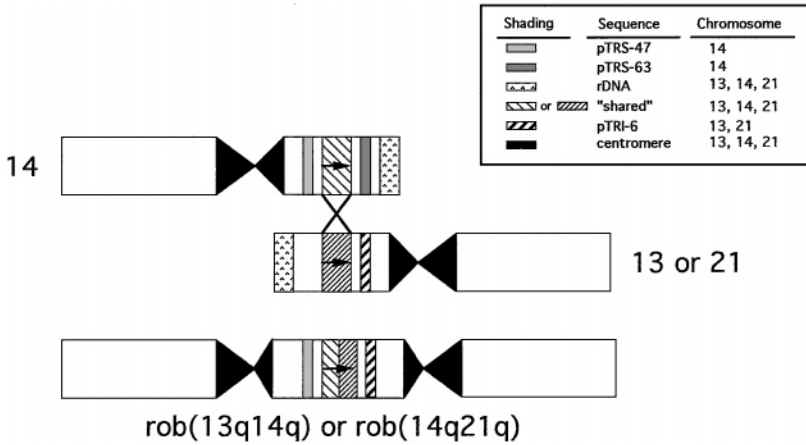 Shading Sequence Chromosome
pTRS-47 14
pTRS-63 14
rDNA 13, 14, 21
or "shared" 13, 14, 21
pTRI-6 13, 21
centromere 13, 14, 21
14
13 or 21
rob(13q14q) or rob(14q21q)